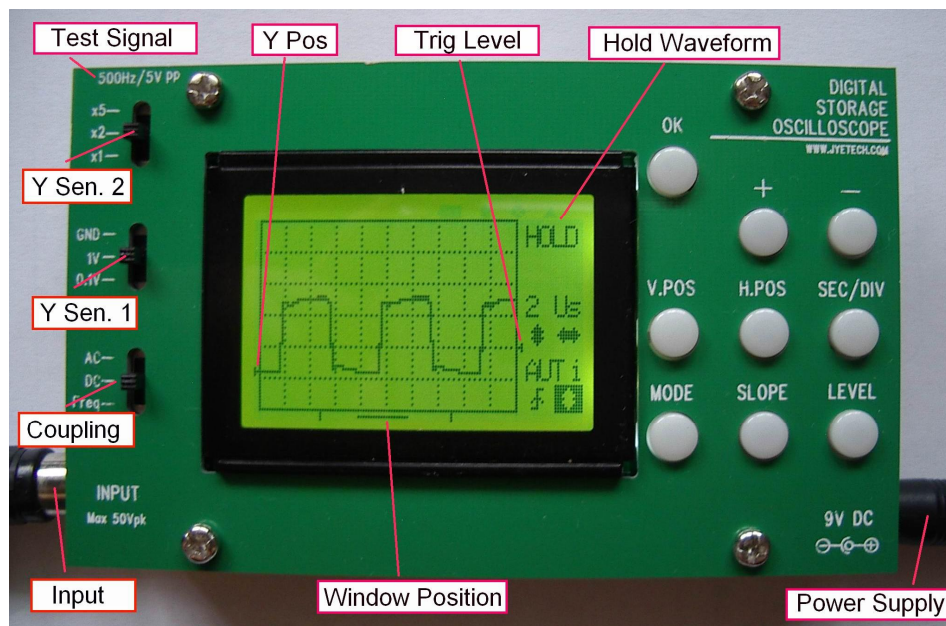 Test Signal
Y Pos
Trig Level
Hold Waveform
500Hz/5V PP
DIGITAL
STORAGE
OSCILLOSCOPE
WWW.JYETECH.COM
x5
x2
x1
OK
Y Sen. 2
+
−
HOLD
GND
1V
0.1V
V.POS
H.POS
SEC/DIV
2 Us
Y Sen. 1
AC
DC
Freq
AUT 1
MODE
SLOPE
LEVEL
Coupling
INPUT
Max 50Vpk
9V DC
Input
Window Position
Power Supply